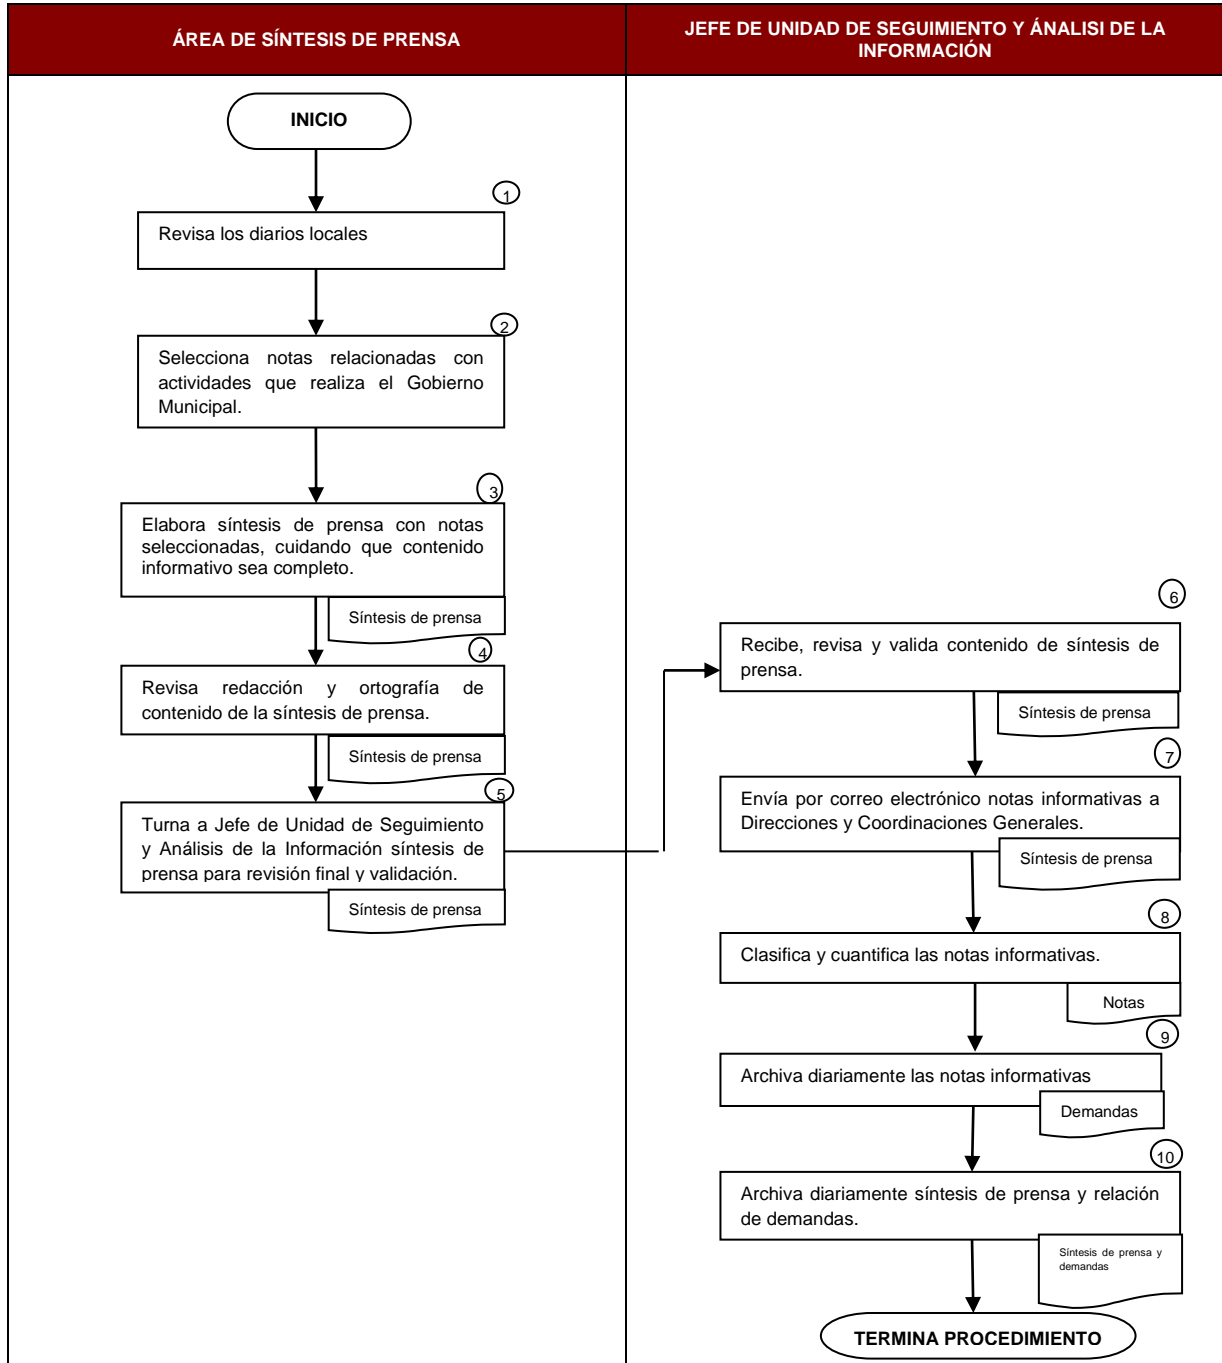 ÁREA DE SÍNTESIS DE PRENSA
JEFE DE UNIDAD DE SEGUIMIENTO Y ÁNALISI DE LA
INFORMACIÓN
INICIO
1
Revisa los diarios locales
2
Selecciona notas relacionadas con
actividades que realiza el Gobierno
Municipal.
3
Elabora síntesis de prensa con notas
seleccionadas, cuidando que contenido
informativo sea completo.
Síntesis de prensa
4
Revisa redacción y ortografía de
contenido de la síntesis de prensa.
Síntesis de prensa
5
Turna a Jefe de Unidad de Seguimiento
y Análisis de la Información síntesis de
prensa para revisión final y validación.
Síntesis de prensa
6
Recibe, revisa y valida contenido de síntesis de
prensa.
Síntesis de prensa
7
Envía por correo electrónico notas informativas a
Direcciones y Coordinaciones Generales.
Síntesis de prensa
8
Clasifica y cuantifica las notas informativas.
Notas
9
Archiva diariamente las notas informativas
Demandas
10
Archiva diariamente síntesis de prensa y relación
de demandas.
Síntesis de prensa y
demandas
TERMINA PROCEDIMIENTO